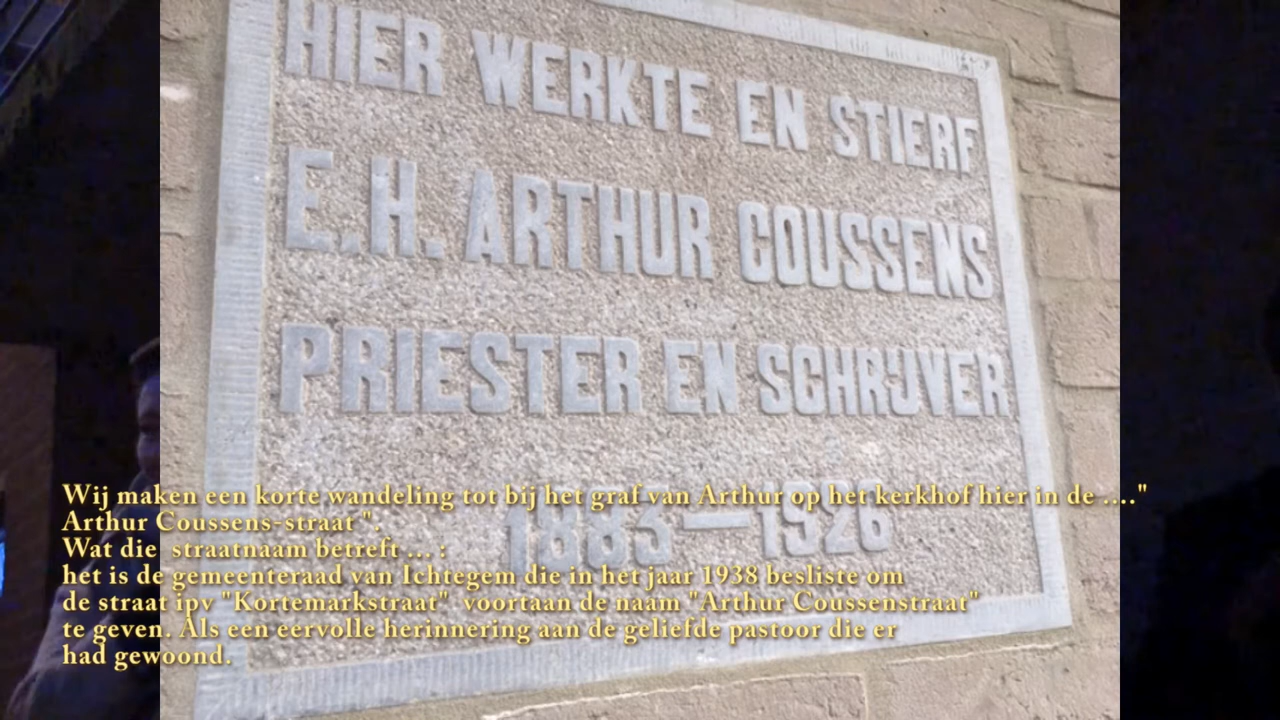 HIER WERKTE EN STIERF
E.H. ARTHUR COUSSENS
PRIESTER EN SCHRIJVER
1883—1926
Wij maken een korte wandeling tot bij het graf van Arthur op het kerkhof hier in de ...."
Arthur Coussens-straat ".
Wat die straatnaam betreft ... :
het is de gemeenteraad van Ichtegem die in het jaar 1938 besliste om
de straat ipv "Kortemarkstraat" voortaan de naam "Arthur Coussenstraat"
te geven. Als een eervolle herinnering aan de geliefde pastoor die er
had gewoond.